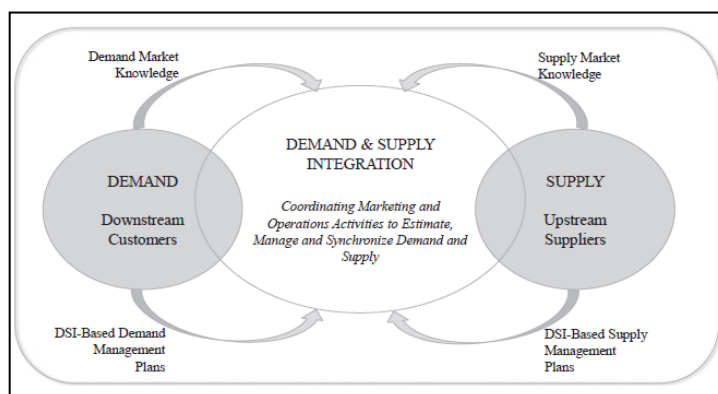 Demand Market
Knowledge
Supply Market
Knowledge
DEMAND & SUPPLY
INTEGRATION
DEMAND
Downstream
Customers
Coordinating Marketing and
Operations Activities to Estimate,
Manage and Synchronize Demand and
Supply
SUPPLY
Upstream
Suppliers
DSI-Based Demand
Management
Plans
DSI-Based Supply
Management
Plans